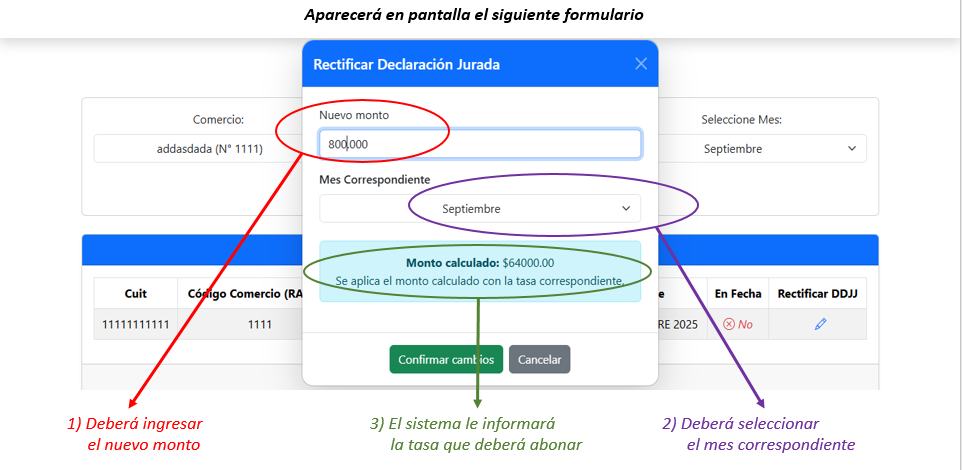 Aparecerá en pantalla el siguiente formulario
Rectificar Declaración Jurada
Nuevo monto
800,000
Mes Correspondiente
Septiembre
Monto calculado: $64000.00
Se aplica el monto calculado con la tasa correspondiente.
Confirmar cambios
Cancelar
Comercio:
addasdada (N° 1111)
Seleccione Mes:
Septiembre
Cuit
Código Comercio (RA
En Fecha
Rectificar DDJJ
11111111111
1111
RE 2025
No
1) Deberá ingresar
el nuevo monto
3) El sistema le informará
la tasa que deberá abonar
2) Deberá seleccionar
el mes correspondiente